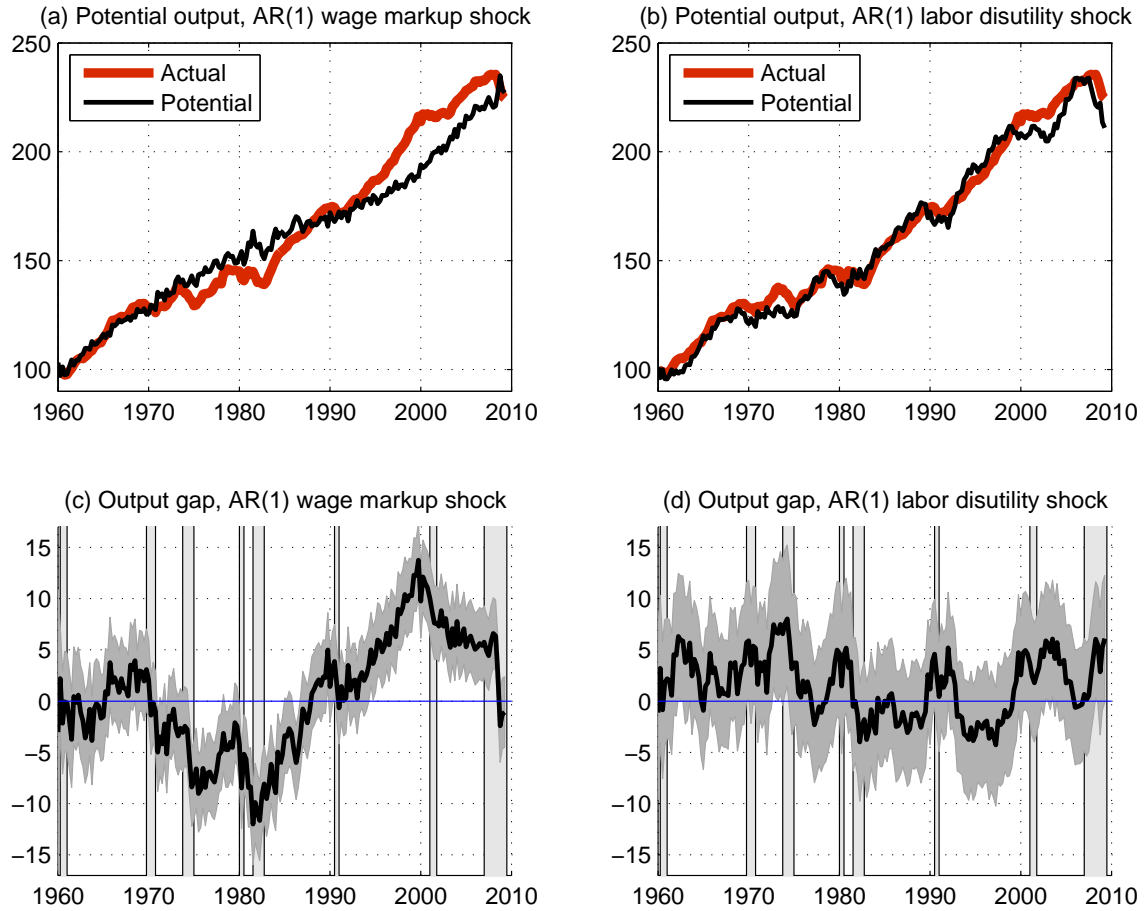 (a) Potential output, AR(1) wage markup shock
250
200
150
100
Actual
Potential
1960 1970 1980 1990 2000 2010
(b) Potential output, AR(1) labor disutility shock
250
200
150
100
Actual
Potential
1960 1970 1980 1990 2000 2010
(c) Output gap, AR(1) wage markup shock
15
10
5
0
−5
−10
−15
1960 1970 1980 1990 2000 2010
(d) Output gap, AR(1) labor disutility shock
15
10
5
0
−5
−10
−15
1960 1970 1980 1990 2000 2010